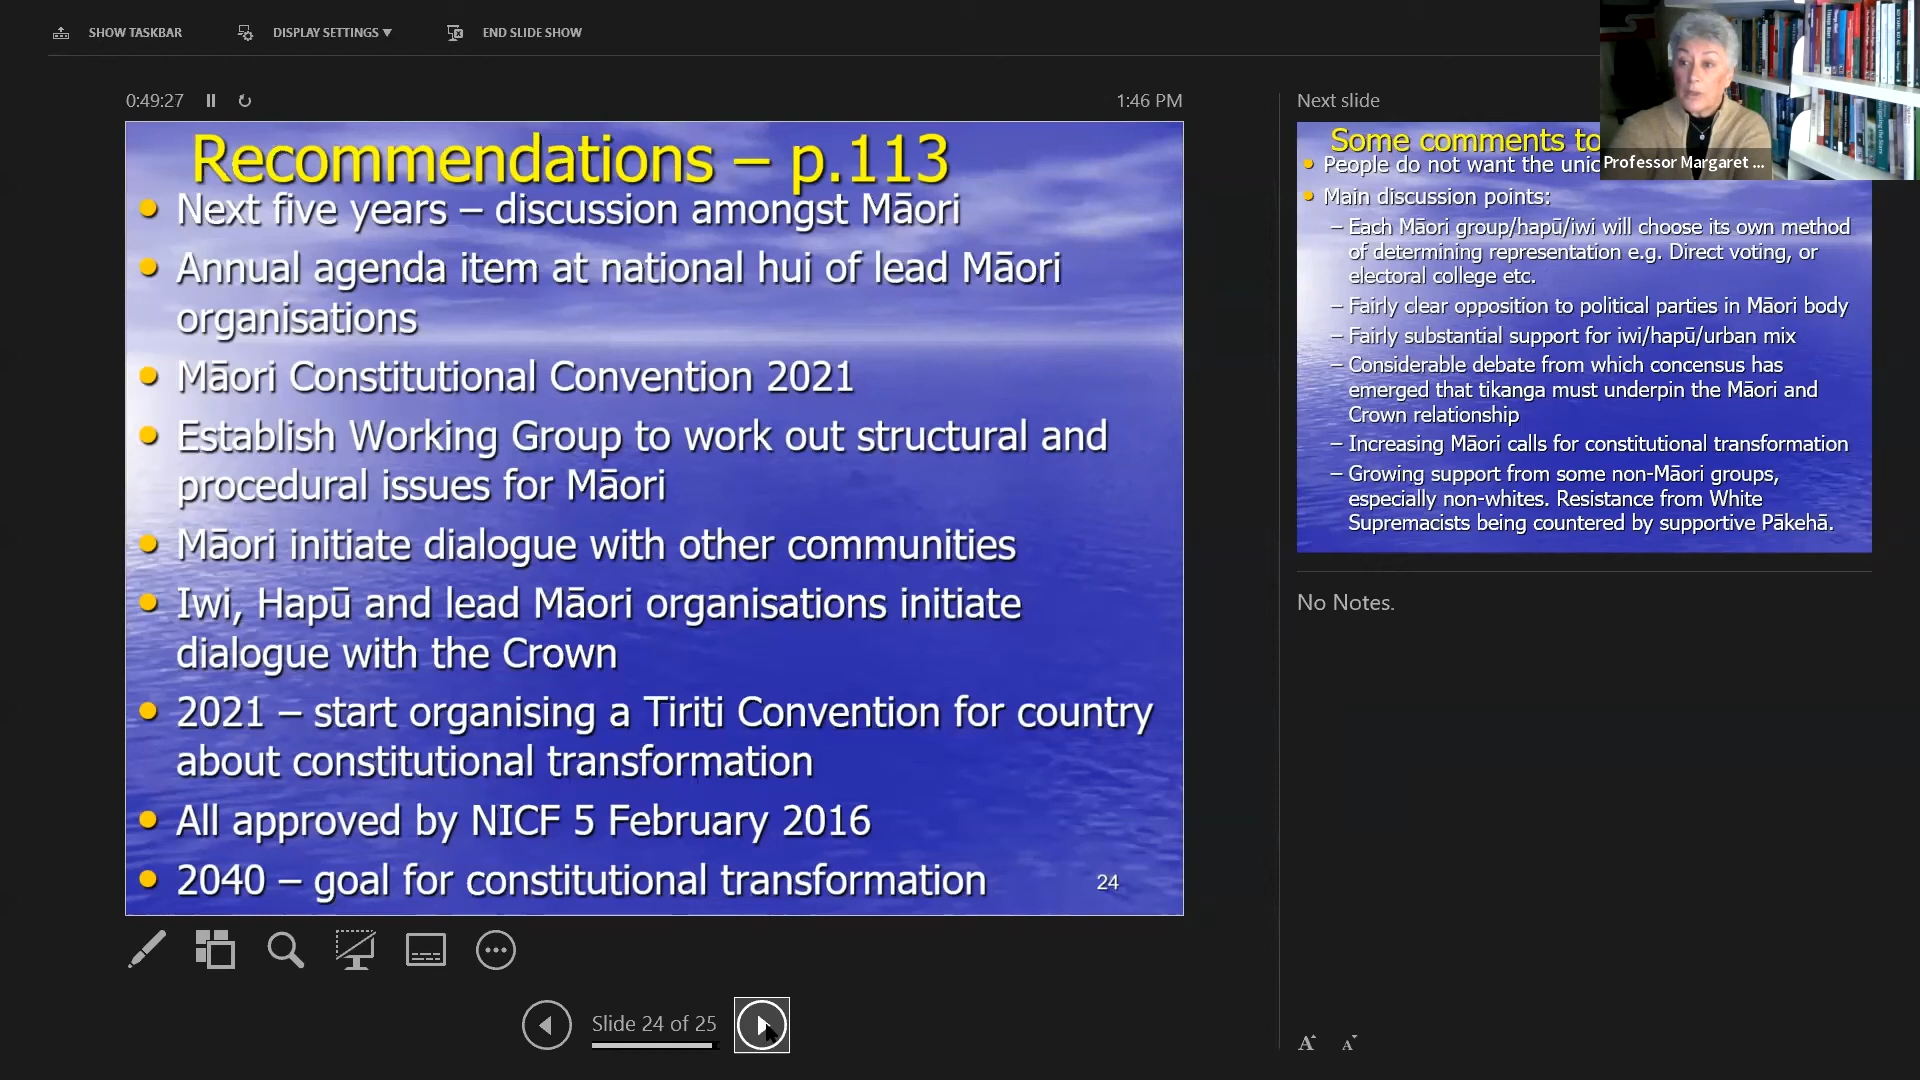 SHOW TASKBAR
DISPLAY SETTINGS
END SLIDE SHOW
0:49:27
1:46 PM
Recommendations – p.113
Next five years – discussion amongst Māori
Annual agenda item at national hui of lead Māori
organisations
Māori Constitutional Convention 2021
Establish Working Group to work out structural and
procedural issues for Māori
Māori initiate dialogue with other communities
Iwi, Hapū and lead Māori organisations initiate
dialogue with the Crown
2021 – start organising a Tiriti Convention for country
about constitutional transformation
All approved by NICF 5 February 2016
2040 – goal for constitutional transformation
24
Slide 24 of 25
Next slide
Some comments to
People do not want the
Main discussion points:
– Each Māori group/hapū/iwi will choose its own method
of determining representation e.g. Direct voting, or
electoral college etc.
– Fairly clear opposition to political parties in Māori body
– Fairly substantial support for iwi/hapū/urban mix
– Considerable debate from which concensus has
emerged that tikanga must underpin the Māori and
Crown relationship
– Increasing Māori calls for constitutional transformation
– Growing support from some non-Māori groups,
especially non-whites. Resistance from White
Supremacists being countered by supportive Pākehā.
Professor Margaret ...
No Notes.
A A